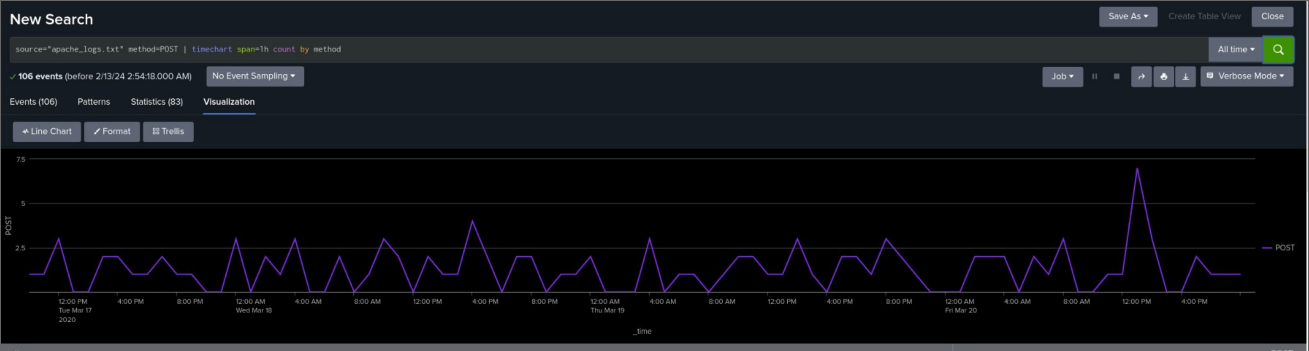 New Search
Save As ▾ Create Table View Close
source="apache_logs.txt" method=POST | timechart span=1h count by method
All time ▾
✓ 106 events (before 2/13/24 2:54:18.000 AM) No Event Sampling ▾
Job ▾ Verbose Mode ▾
Events (106) Patterns Statistics (83) Visualization
Line Chart Format Trellis
7.5
5
2.5
POST
POST
12:00 PM 4:00 PM 8:00 PM 12:00 AM 4:00 AM 8:00 AM 12:00 PM 4:00 PM 8:00 PM 12:00 AM 4:00 AM 8:00 AM 12:00 PM 4:00 PM 8:00 PM 12:00 AM 4:00 AM 8:00 AM 12:00 PM 4:00 PM
Tue Mar 17 Wed Mar 18 Thu Mar 19 Fri Mar 20
2020
_time